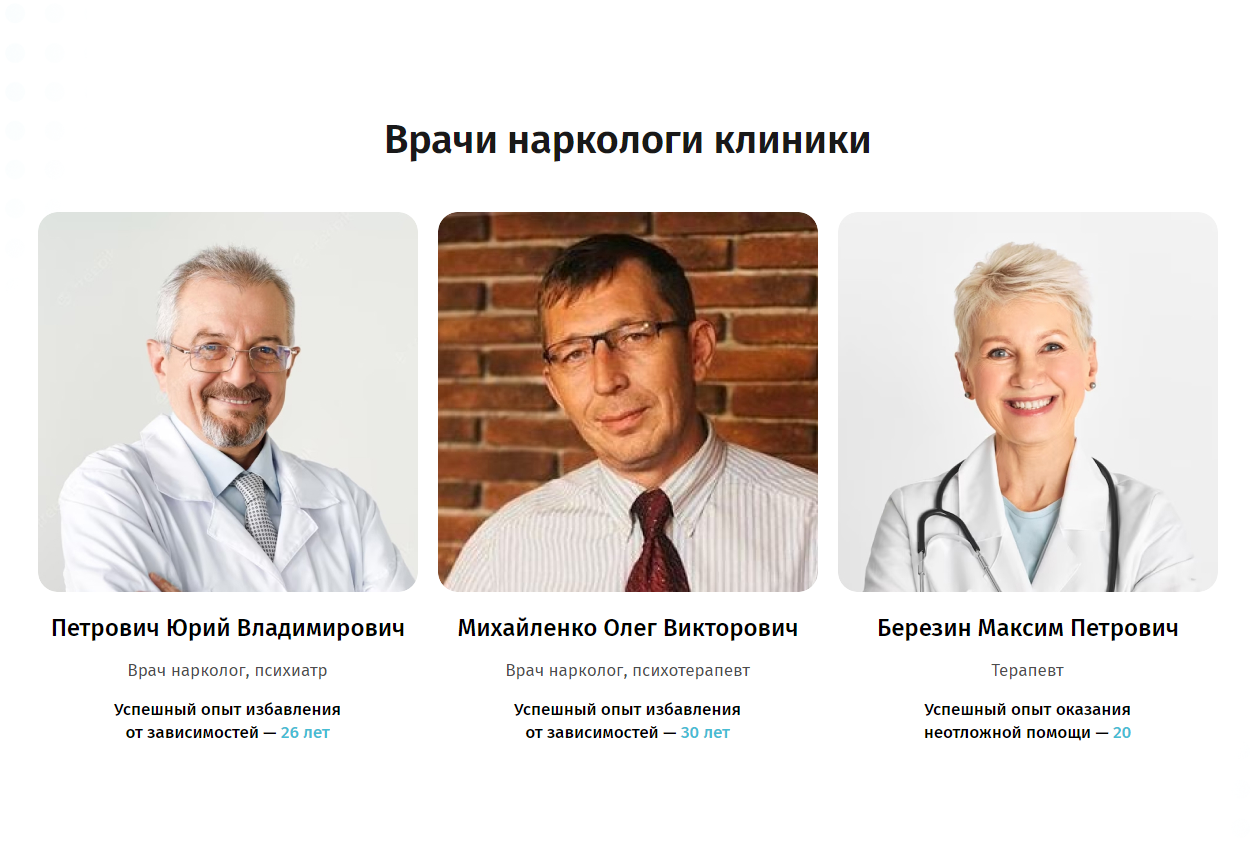 Врачи наркологи клиники
Петрович Юрий Владимирович
Врач нарколог, психиатр
Успешный опыт избавления
от зависимостей — 26 лет
Михайленко Олег Викторович
Врач нарколог, психотерапевт
Успешный опыт избавления
от зависимостей — 30 лет
Березин Максим Петрович
Терапевт
Успешный опыт оказания
неотложной помощи — 20